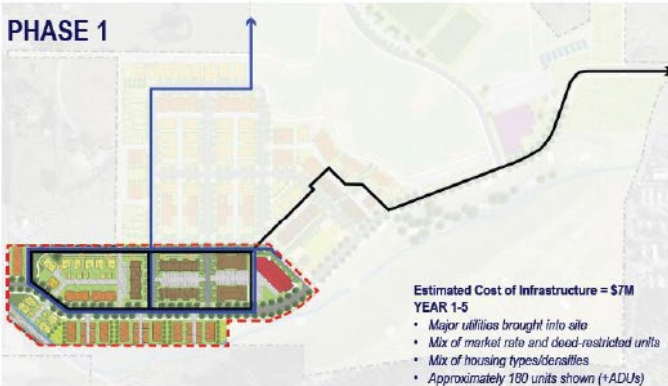 PHASE 1
Estimated Cost of Infrastructure = $7M
YEAR 1-5
• Major utilities brought into site
• Mix of market rate and deed-restricted units
• Mix of housing types/densities
• Approximately 180 units shown (+ADUs)